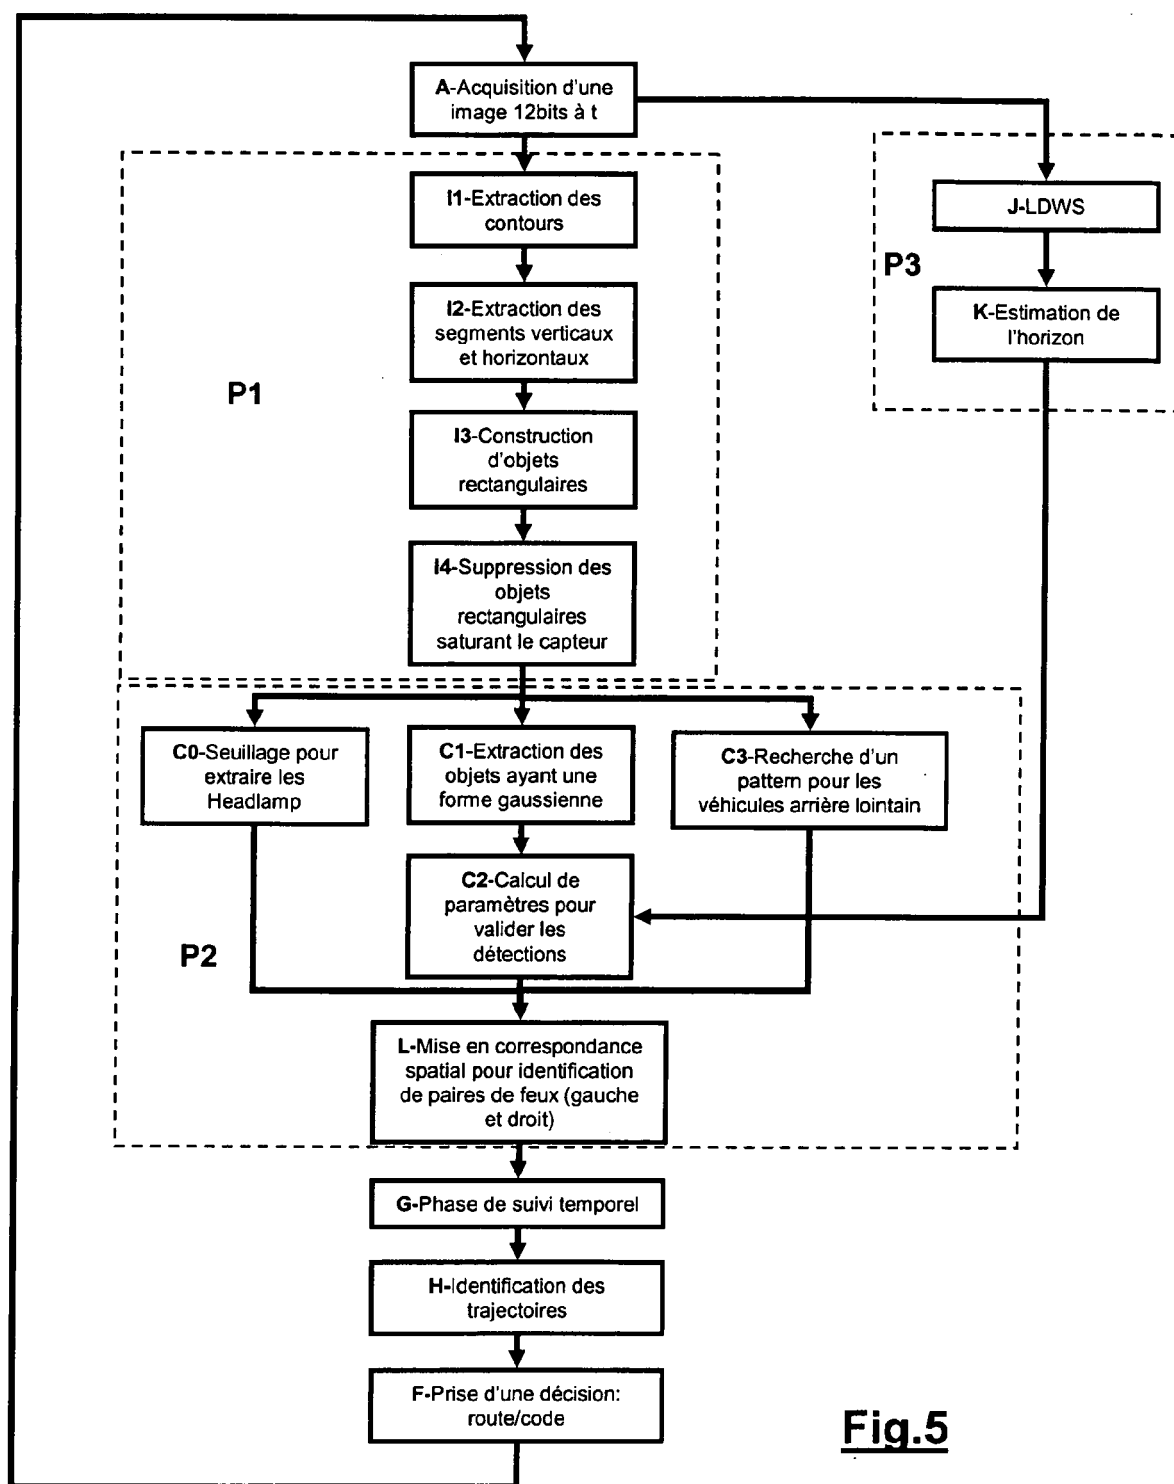 A-Acquisition d'une
image 12bits à t
I1-Extraction des
contours
J-LDWS
P3
I2-Extraction des
segments verticaux
et horizontaux
K-Estimation de
l'horizon
P1
I3-Construction
d'objets
rectangulaires
I4-Suppression des
objets
rectangulaires
saturant le capteur
C0-Seuillage pour
extraire les
Headlamp
C1-Extraction des
objets ayant une
forme gaussienne
C3-Recherche d'un
pattern pour les
véhicules arrière lointain
C2-Calcul de
paramètres pour
valider les
détections
P2
L-Mise en correspondance
spatial pour identification
de paires de feux (gauche
et droit)
G-Phase de suivi temporel
H-Identification des
trajectoires
F-Prise d'une décision:
route/code
Fig.5